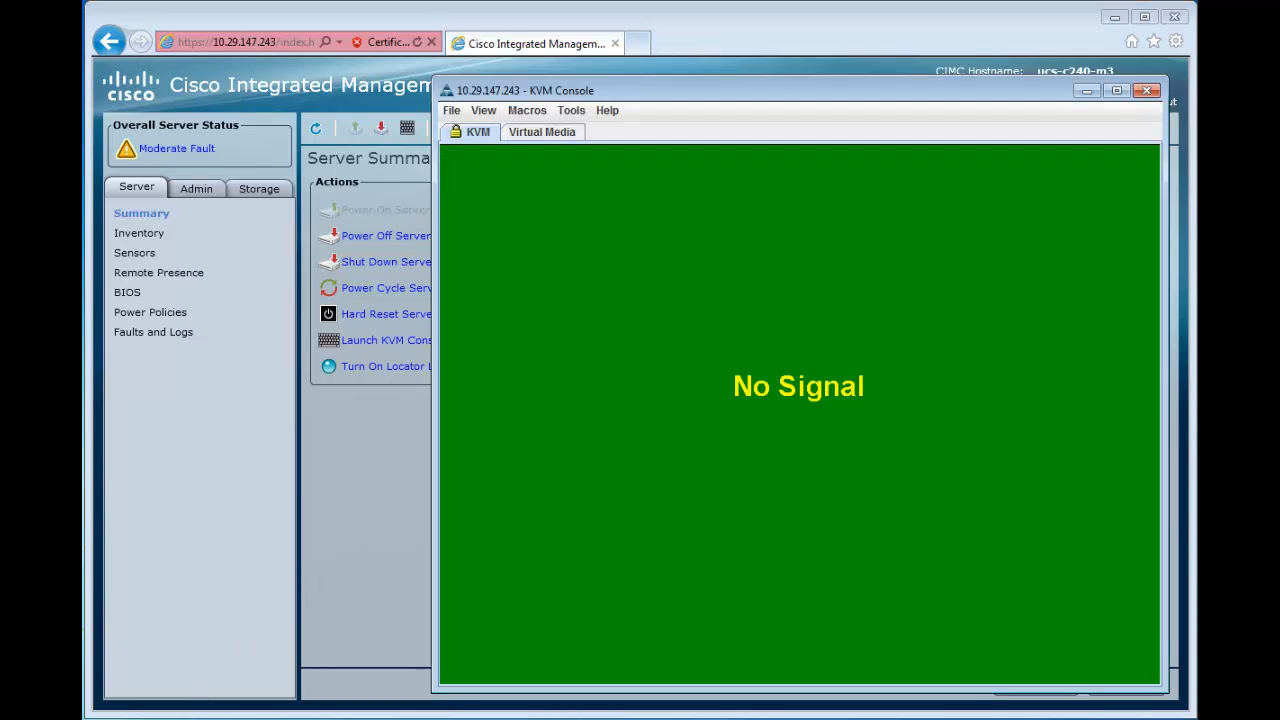 https://10.29.147.243/index.h
Certific...
Cisco Integrated Managem...
CISCO
Cisco Integrated Managem
CIMC Hostname: ucs-c240-m3
10.29.147.243 - KVM Console
File View Macros Tools Help
KVM Virtual Media
Overall Server Status
Moderate Fault
Server Admin Storage
Summary
Inventory
Sensors
Remote Presence
BIOS
Power Policies
Faults and Logs
Server Summa
Actions
Power On Server
Power Off Server
Shut Down Serve
Power Cycle Serv
Hard Reset Serve
Launch KVM Cons
Turn On Locator L
No Signal